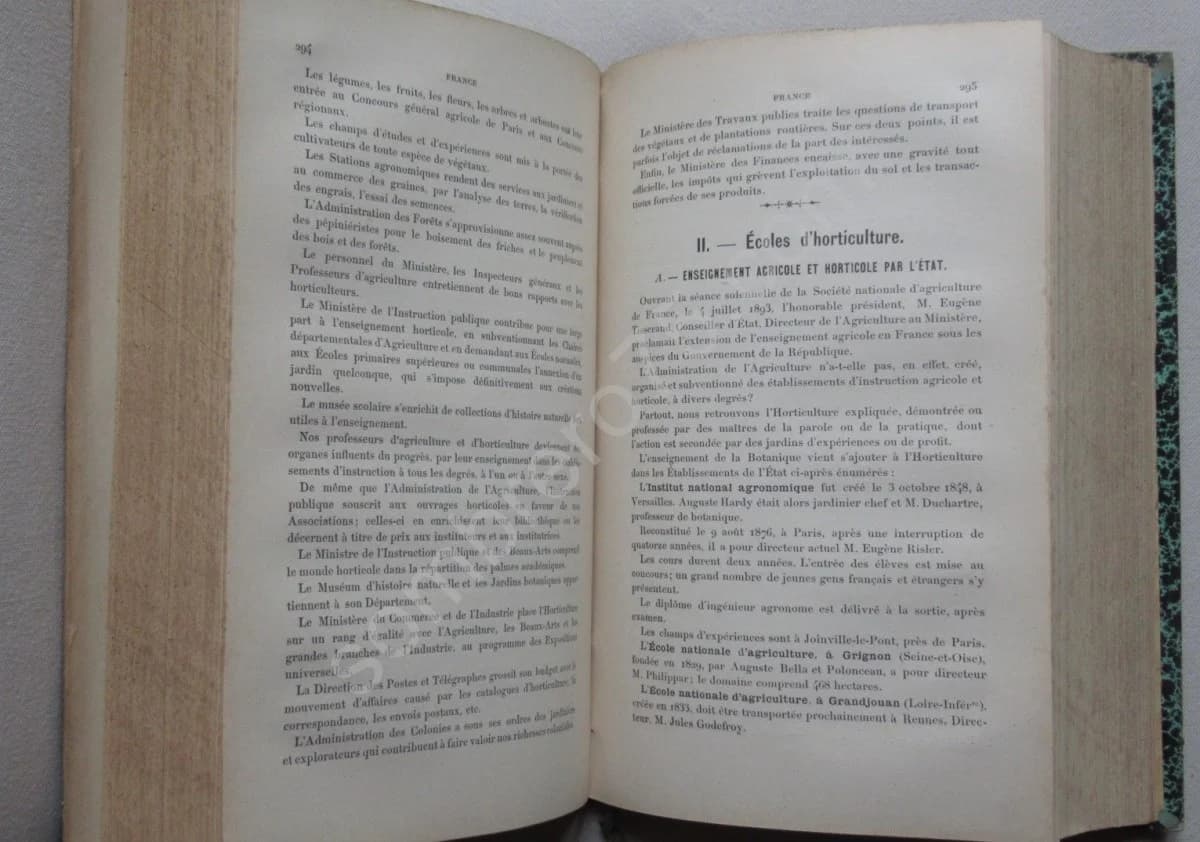 294
FRANCE
Les légumes, les fruits, les fleurs, les arbres et arbustes ont leur
entrée au Concours général agricole de Paris et aux Concours
régionaux.
Les champs d'études et d'expériences sont mis à la portée des
cultivateurs de toute espèce de végétaux.
Les Stations agronomiques rendent des services aux jardiniers et
au commerce des graines, par l'analyse des terres, la vérification
des engrais, l'essai des semences.
L'Administration des Forêts s'approvisionne assez souvent auprès
des pépiniéristes pour le boisement des friches et le peuplement
des bois et des forêts.
Le personnel du Ministère, les Inspecteurs généraux et les
Professeurs d'agriculture entretiennent de bons rapports avec les
horticulteurs.
Le Ministère de l'Instruction publique contribue pour une large
part à l'enseignement horticole, en subventionnant les Chaires
départementales d'Agriculture et en demandant aux Écoles normales,
aux Écoles primaires supérieures ou communales l'annexion d'un
jardin quelconque, qui s'impose définitivement aux créations
nouvelles.
Le musée scolaire s'enrichit de collections d'histoire naturelle
utiles à l'enseignement.
Nos professeurs d'agriculture et d'horticulture deviennent les
organes influents du progrès, par leur enseignement dans les
sements d'instruction à tous les degrés, à l'un ou à l'autre sexe.
De même que l'Administration de l'Agriculture, l'Instruction
publique souscrit aux ouvrages horticoles en faveur de nos
Associations; celles-ci en enrichissent leur bibliothèque ou les
décernent à titre de prix aux instituteurs et aux institutrices.
Le Ministre de l'Instruction publique et des Beaux-Arts comprend
le monde horticole dans la répartition des palmes académiques.
Le Muséum d'histoire naturelle et les Jardins botaniques appar
tiennent à son Département.
Le Ministère du Commerce et de l'Industrie place l'Horticulture
sur un rang d'égalité avec l'Agriculture, les Beaux-Arts et les
grandes branches de l'Industrie, au programme des Expositions
universelles.
La Direction des Postes et Télégraphes grossit son budget avec le
mouvement d'affaires causé par les catalogues d'horticulture, la
correspondance, les envois postaux, etc.
L'Administration des Colonies a sous ses ordres des jardiniers
et explorateurs qui contribuent à faire valoir nos richesses coloniales
FRANCE
295
Le Ministère des Travaux publics traite les questions de transport
des végétaux et de plantations routières. Sur ces deux points, il est
parfois l'objet de réclamations de la part des intéressés.
Enfin, le Ministère des Finances encaisse, avec une gravité tout
officielle, les impôts qui grèvent l'exploitation du sol et les transac-
tions forcées de ses produits.
II. — Écoles d'horticulture.
A. — ENSEIGNEMENT AGRICOLE ET HORTICOLE PAR L'ÉTAT.
Ouvrant la séance solennelle de la Société nationale d'agriculture
de France, le 4 juillet 1893, l'honorable président, M. Eugène
Tisserand, Conseiller d'État, Directeur de l'Agriculture au Ministère,
proclamait l'extension de l'enseignement agricole en France sous les
auspices du Gouvernement de la République.
L'Administration de l'Agriculture n'a-t-elle pas, en effet, créé,
organisé et subventionné des établissements d'instruction agricole et
horticole, à divers degrés?
Partout, nous retrouvons l'Horticulture expliquée, démontrée ou
professée par des maîtres de la parole ou de la pratique, dont
l'action est secondée par des jardins d'expériences ou de profit.
L'enseignement de la Botanique vient s'ajouter à l'Horticulture
dans les Établissements de l'État ci-après énumérés :
L'Institut national agronomique fut créé le 3 octobre 1848, à
Versailles. Auguste Hardy était alors jardinier chef et M. Duchartre,
professeur de botanique.
Reconstitué le 9 août 1876, à Paris, après une interruption de
quatorze années, il a pour directeur actuel M. Eugène Risler.
Les cours durent deux années. L'entrée des élèves est mise au
concours; un grand nombre de jeunes gens français et étrangers s'y
présentent.
Le diplôme d'ingénieur agronome est délivré à la sortie, après
examen.
Les champs d'expériences sont à Joinville-le-Pont, près de Paris.
L'École nationale d'agriculture, à Grignon (Seine-et-Oise),
fondée en 1829, par Auguste Bella et Polonceau, a pour directeur
M. Philippar; le domaine comprend 468 hectares.
L'École nationale d'agriculture, à Grandjouan (Loire-Inférre),
créée en 1833, doit être transportée prochainement à Rennes, Direc-
teur, M. Jules Godefroy.